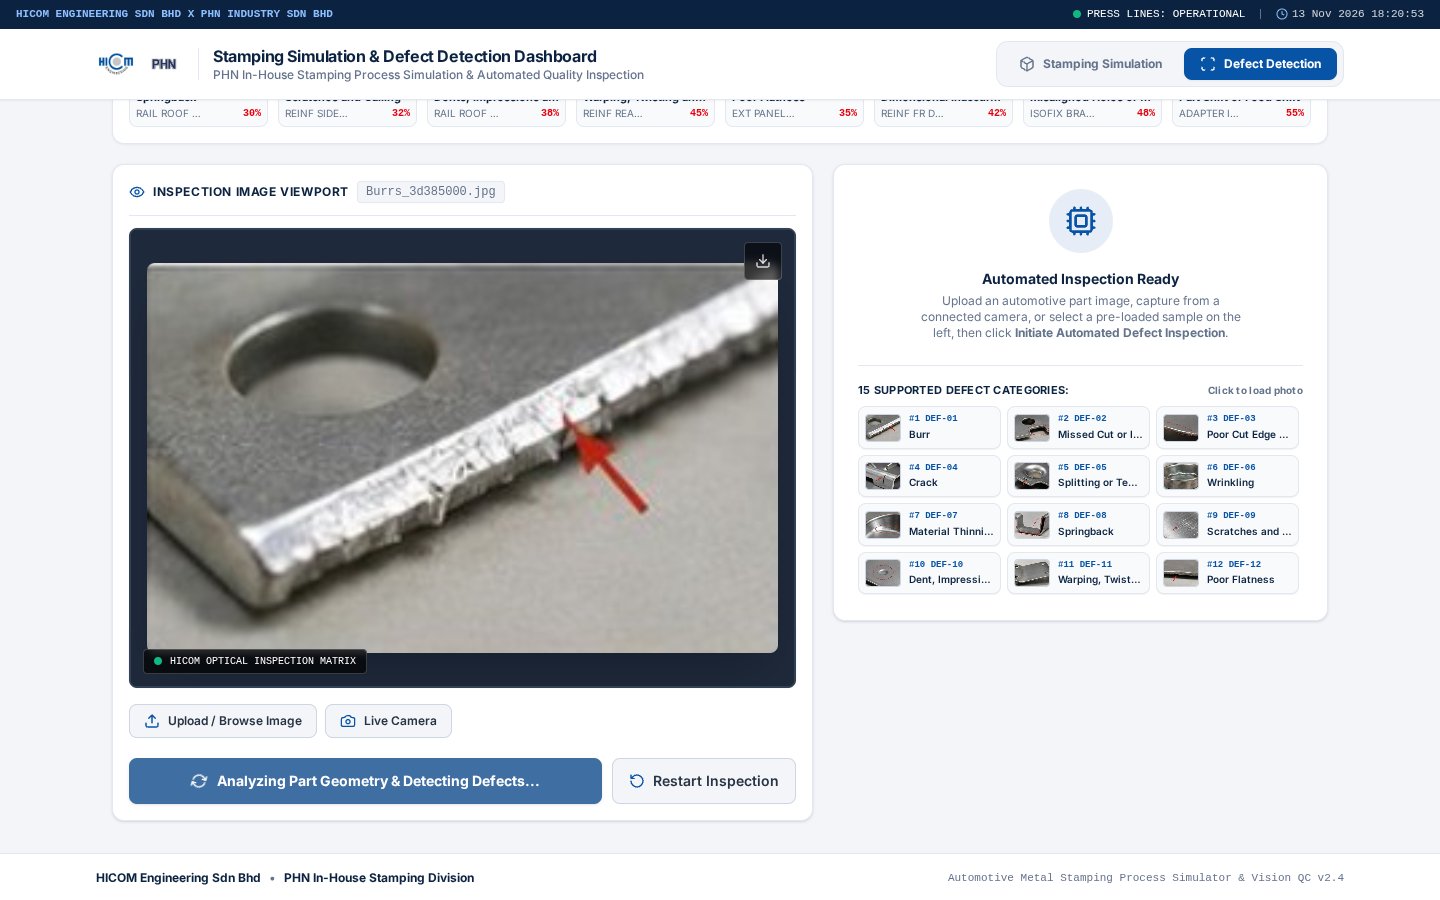 HICOM ENGINEERING SDN BHD X PHN INDUSTRY SDN BHD
PRESS LINES: OPERATIONAL | 13 Nov 2026 18:20:53
HICOM PHN
Stamping Simulation & Defect Detection Dashboard
PHN In-House Stamping Process Simulation & Automated Quality Inspection
Stamping Simulation
Defect Detection
RAIL ROOF ... 30%
REINF SIDE... 32%
RAIL ROOF ... 38%
REINF REA... 45%
EXT PANEL... 35%
REINF FR D... 42%
ISOFIX BRA... 48%
ADAPTER I... 55%
INSPECTION IMAGE VIEWPORT Burrs_3d385000.jpg
HICOM OPTICAL INSPECTION MATRIX
Upload / Browse Image
Live Camera
Analyzing Part Geometry & Detecting Defects...
Restart Inspection
Automated Inspection Ready
Upload an automotive part image, capture from a
connected camera, or select a pre-loaded sample on the
left, then click Initiate Automated Defect Inspection.
15 SUPPORTED DEFECT CATEGORIES: Click to load photo
#1 DEF-01
Burr
#2 DEF-02
Missed Cut or I...
#3 DEF-03
Poor Cut Edge ...
#4 DEF-04
Crack
#5 DEF-05
Splitting or Te...
#6 DEF-06
Wrinkling
#7 DEF-07
Material Thinni...
#8 DEF-08
Springback
#9 DEF-09
Scratches and ...
#10 DEF-10
Dent, Impressi...
#11 DEF-11
Warping, Twist...
#12 DEF-12
Poor Flatness
HICOM Engineering Sdn Bhd • PHN In-House Stamping Division
Automotive Metal Stamping Process Simulator & Vision QC v2.4